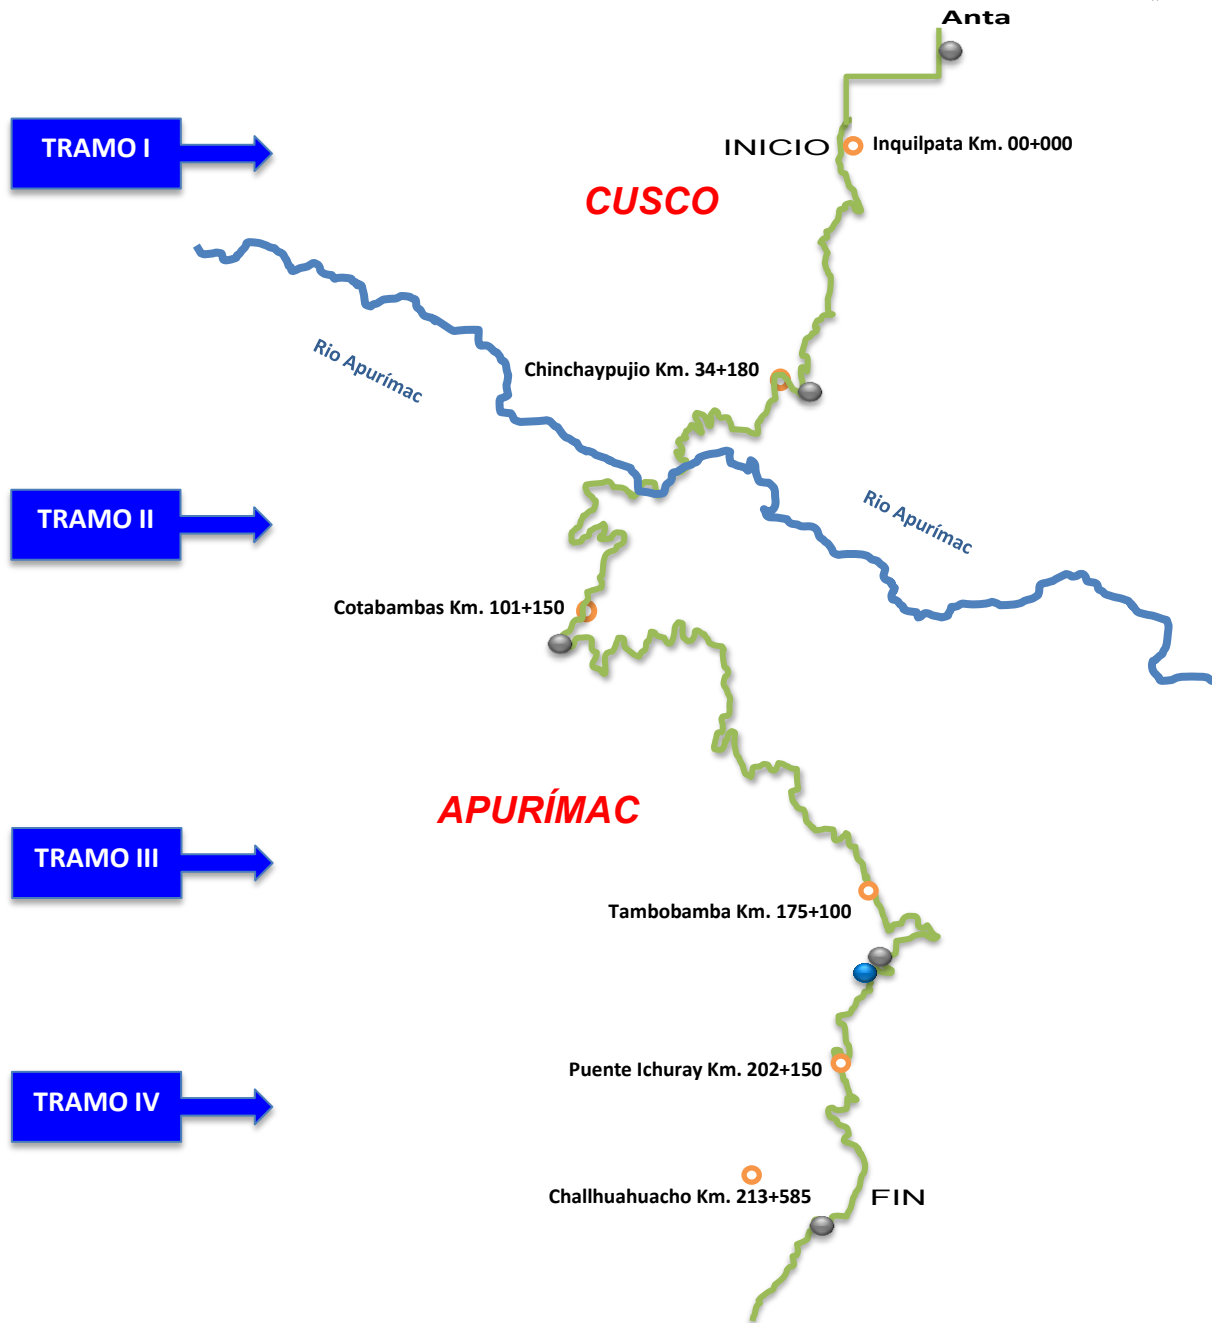 Anta
TRAMO I
INICIO
Inquilpata Km. 00+000
CUSCO
Rio Apurímac
Chinchaypujio Km. 34+180
TRAMO II
Rio Apurímac
Cotabambas Km. 101+150
APURÍMAC
TRAMO III
Tambobamba Km. 175+100
Puente Ichuray Km. 202+150
TRAMO IV
Challhuahuacho Km. 213+585
FIN